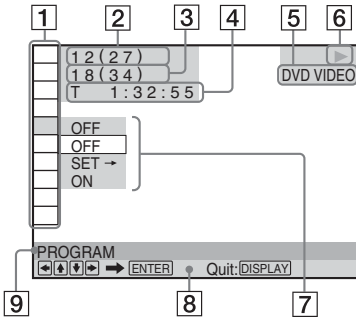 1 2 3 4 5 6
12(27)
18(34)
T 1:32:55
DVD VIDEO
OFF
OFF
SET →
ON
PROGRAM
ENTER Quit: DISPLAY
9 8 7